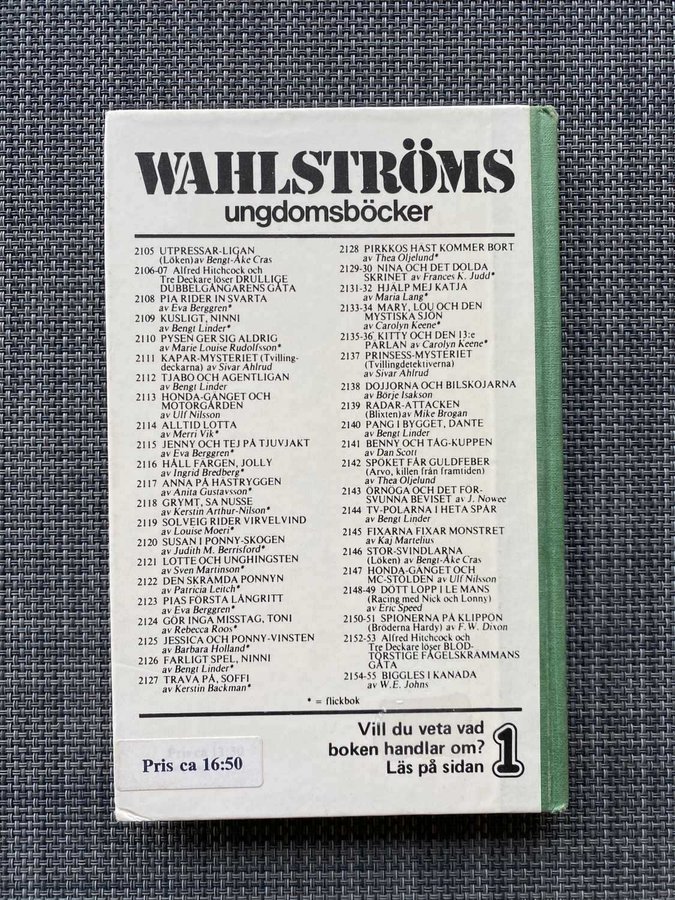 WAHLSTRÖMS
ungdomsböcker
2105 UTPRESSAR-LIGAN
(Löken) av Bengt-Åke Cras
2106-07 Alfred Hitchcock och
Tre Deckare löser DRULLIGE
DUBBELGÅNGARENS GÅTA
2108 PIA RIDER IN SVARTA
av Eva Berggren*
2109 KUSLIGT, NINNI
av Bengt Linder*
2110 PYSEN GER SIG ALDRIG
av Marie Louise Rudolfsson*
2111 KAPAR-MYSTERIET (Tvilling-
deckarna) av Sivar Ahlrud
2112 TJABO OCH AGENTLIGAN
av Bengt Linder
2113 HONDA-GÄNGET OCH
MOTORGÅRDEN
av Ulf Nilsson
2114 ALLTID LOTTA
av Merri Vik*
2115 JENNY OCH TEJ PÅ TJUVJAKT
av Eva Berggren*
2116 HÅLL FÄRGEN, JOLLY
av Ingrid Bredberg*
2117 ANNA PÅ HÄSTRYGGEN
av Anita Gustavsson*
2118 GRYMT, SA NUSSE
av Kerstin Arthur-Nilson*
2119 SOLVEIG RIDER VIRVELVIND
av Louise Moeri*
2120 SUSAN I PONNY-SKOGEN
av Judith M. Berrisford*
2121 LOTTE OCH UNGHINGSTEN
av Sven Martinson*
2122 DEN SKRÄMDA PONNYN
av Patricia Leitch*
2123 PIAS FÖRSTA LÅNGRITT
av Eva Berggren*
2124 GÖR INGA MISSTAG, TONI
av Rebecca Roos*
2125 JESSICA OCH PONNY-VINSTEN
av Barbara Holland*
2126 FARLIGT SPEL, NINNI
av Bengt Linder*
2127 TRAVA PÅ, SOFFI
av Kerstin Backman*
2128 PIRKKOS HÄST KOMMER BORT
av Thea Oljelund*
2129-30 NINA OCH DET DOLDA
SKRINET av Frances K. Judd*
2131-32 HJÄLP MEJ KATJA
av Maria Lang*
2133-34 MARY, LOU OCH DEN
MYSTISKA SJÖN
av Carolyn Keene*
2135-36 KITTY OCH DEN 13:e
PÄRLAN av Carolyn Keene*
2137 PRINSESS-MYSTERIET
(Tvillingdetektiverna)
av Sivar Ahlrud
2138 DOJJORNA OCH BILSKOJARNA
av Börje Isakson
2139 RADAR-ATTACKEN
(Blixten) av Mike Brogan
2140 PANG I BYGGET, DANTE
av Bengt Linder
2141 BENNY OCH TÅG-KUPPEN
av Dan Scott
2142 SPÖKET FÅR GULDFEBER
(Arvo, killen från framtiden)
av Thea Oljelund
2143 ÖRNÖGA OCH DET FÖR-
SVUNNA BEVISET av J. Nowee
2144 TV-POLARNA I HETA SPÅR
av Bengt Linder
2145 FIXARNA FIXAR MONSTRET
av Kaj Martelius
2146 STOR-SVINDLARNA
(Löken) av Bengt-Åke Cras
2147 HONDA-GÄNGET OCH
MC-STÖLDEN av Ulf Nilsson
2148-49 DÖTT LOPP I LE MANS
(Racing med Nick och Lonny)
av Eric Speed
2150-51 SPIONERNA PÅ KLIPPÖN
(Bröderna Hardy) av F.W. Dixon
2152-53 Alfred Hitchcock och
Tre Deckare löser BLOD-
TÖRSTIGE FÅGELSKRÄMMANS
GÅTA
2154-55 BIGGLES I KANADA
av W.E. Johns
* = flickbok
Vill du veta vad
boken handlar om?
Läs på sidan 1
Pris ca 16:50